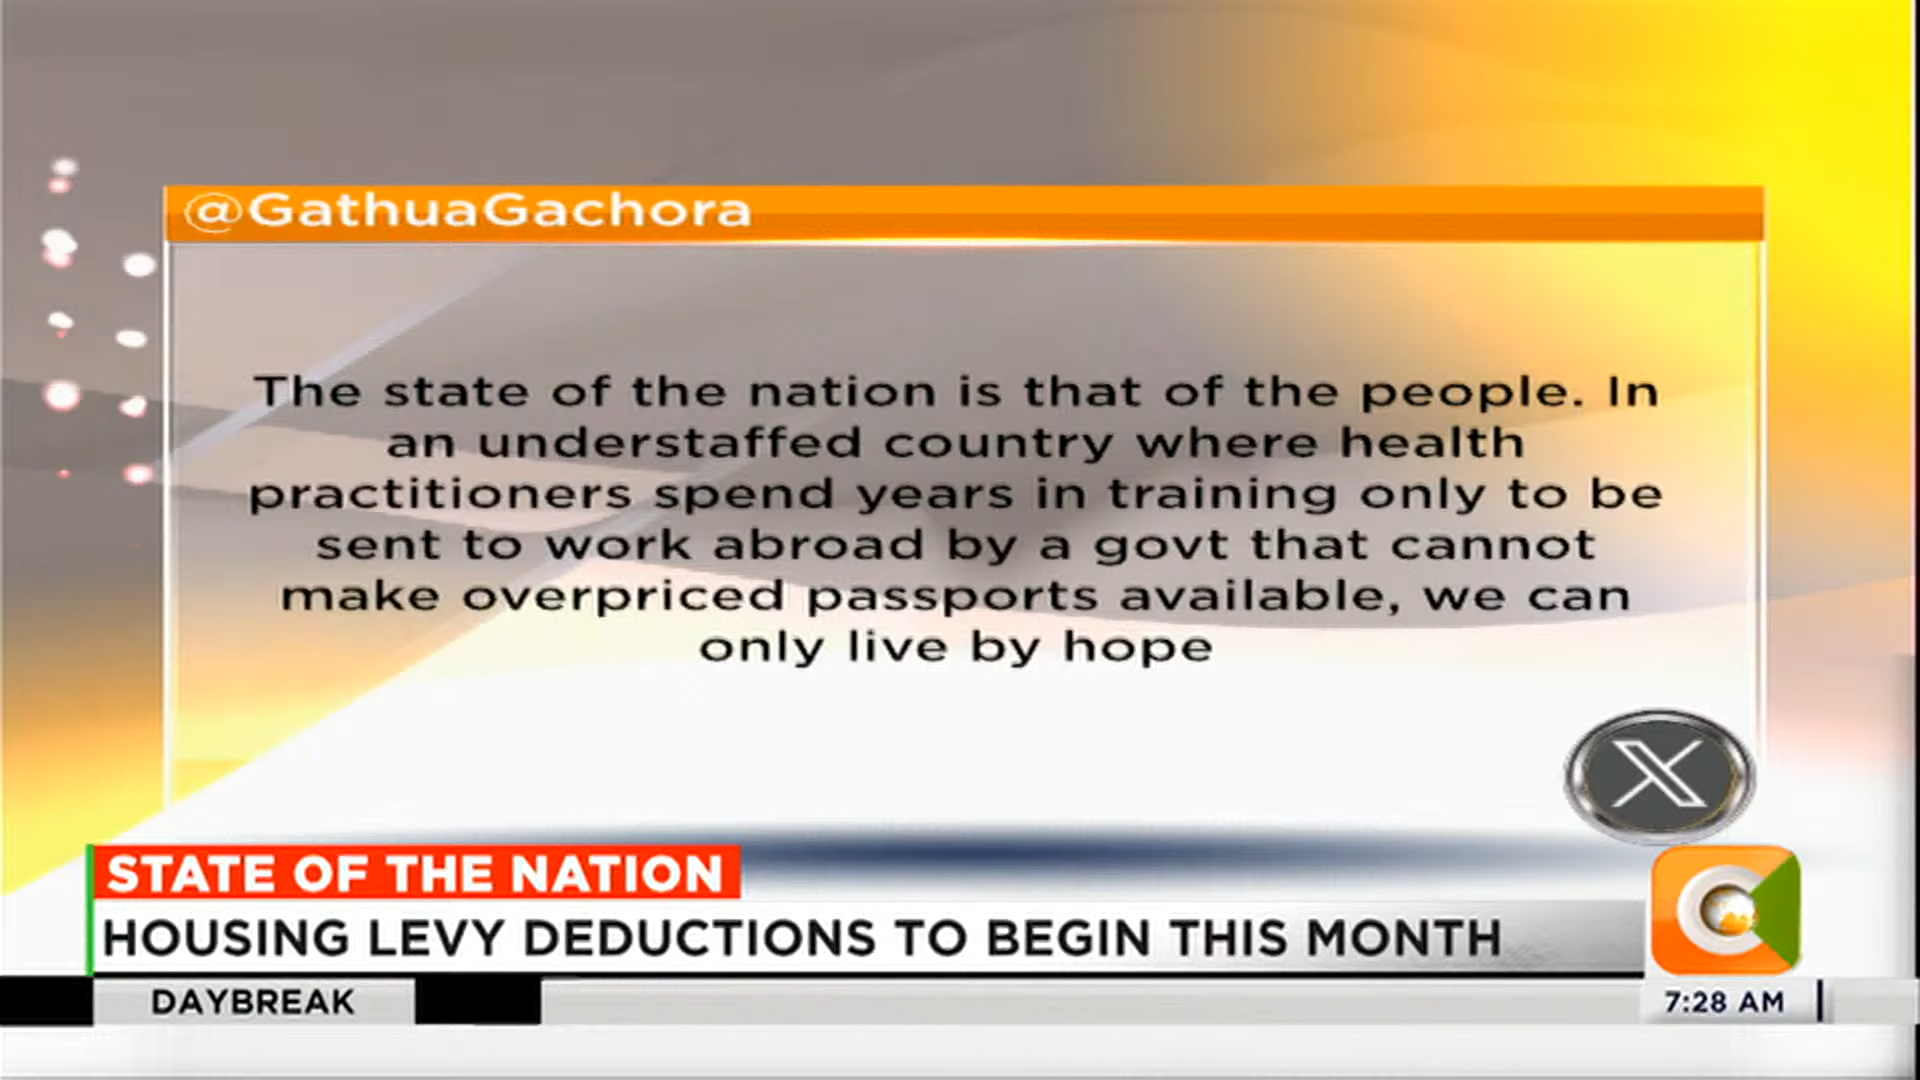 @GathuaGachora
The state of the nation is that of the people. In
an understaffed country where health
practitioners spend years in training only to be
sent to work abroad by a govt that cannot
make overpriced passports available, we can
only live by hope
STATE OF THE NATION
HOUSING LEVY DEDUCTIONS TO BEGIN THIS MONTH
DAYBREAK
7:28 AM